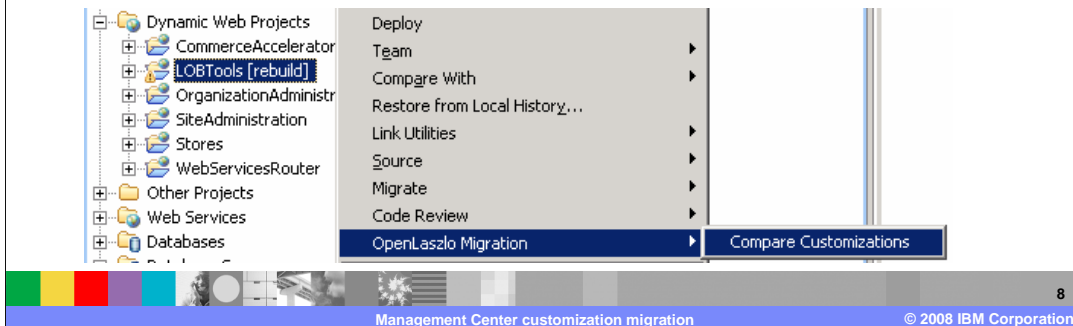 Dynamic Web Projects
CommerceAccelerator
LOBTools [rebuild]
OrganizationAdministr
SiteAdministration
Stores
WebServicesRouter
Other Projects
Web Services
Databases
Deploy
Team
Compare With
Restore from Local History...
Link Utilities
Source
Migrate
Code Review
OpenLaszlo Migration
Compare Customizations
8
Management Center customization migration
© 2008 IBM Corporation